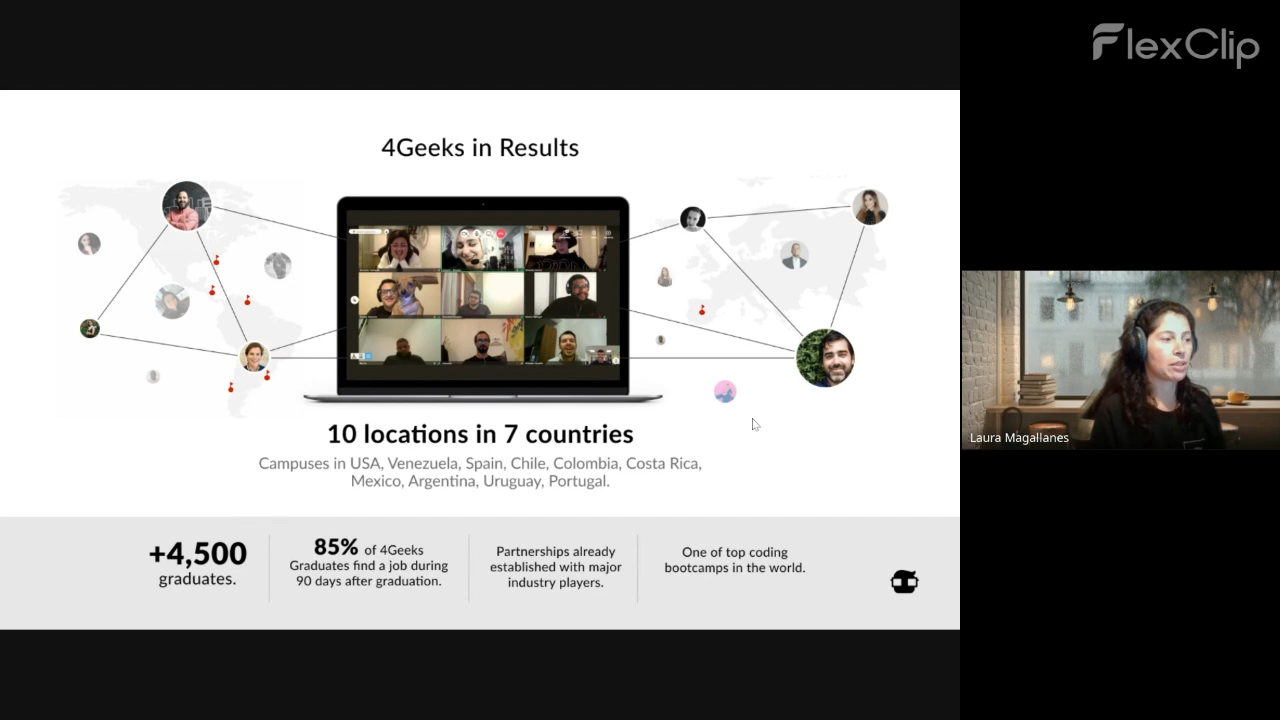 FlexClip
4Geeks in Results
10 locations in 7 countries
Campuses in USA, Venezuela, Spain, Chile, Colombia, Costa Rica,
Mexico, Argentina, Uruguay, Portugal.
+4,500
graduates.
85% of 4Geeks
Graduates find a job during
90 days after graduation.
Partnerships already
established with major
industry players.
One of top coding
bootcamps in the world.
Laura Magallanes